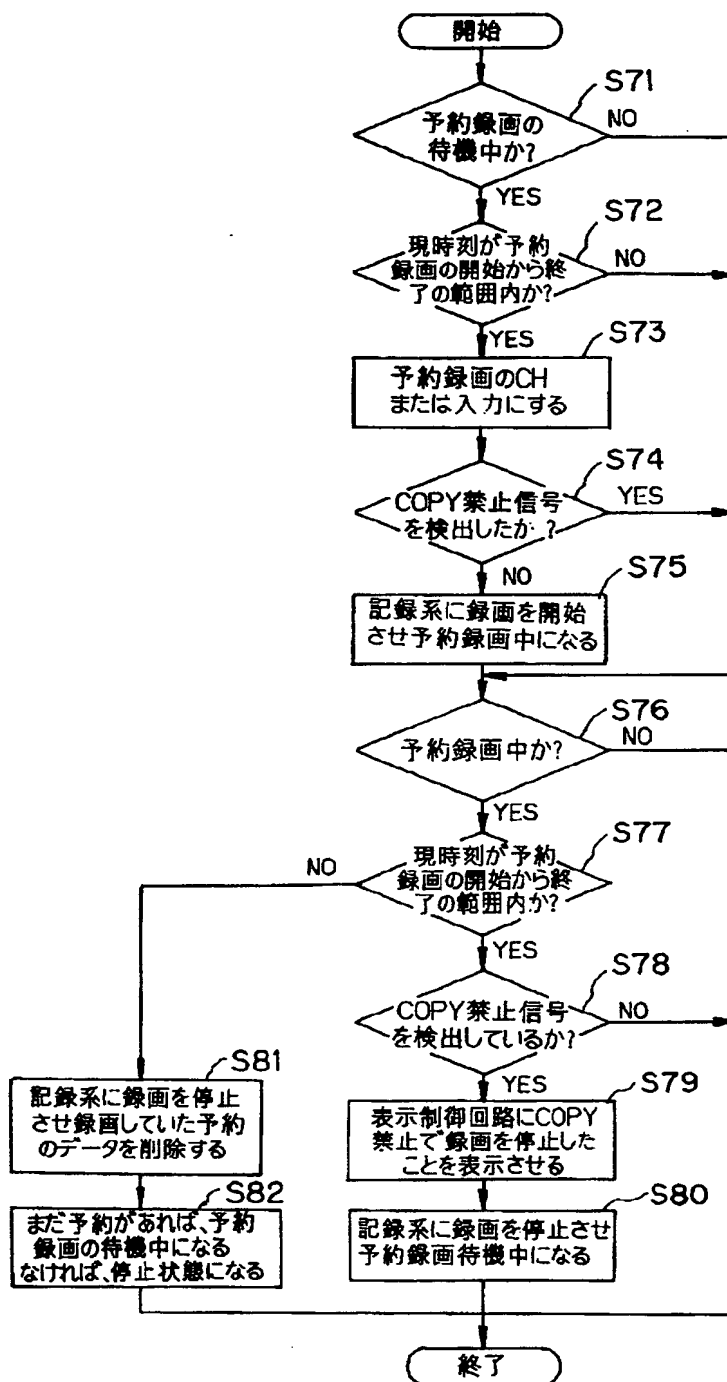 開始
S71
予約録画の
待機中か?
NO
YES
S72
現時刻が予約
録画の開始から終
了の範囲内か?
NO
YES
S73
予約録画のCH
または入力にする
S74
COPY禁止信号
を検出したか?
YES
NO
S75
記録系に録画を開始
させ予約録画中になる
S76
予約録画中か?
NO
YES
S77
現時刻が予約
録画の開始から終
了の範囲内か?
NO
YES
S78
COPY禁止信号
を検出しているか?
NO
YES
S79
表示制御回路にCOPY
禁止で録画を停止した
ことを表示させる
S80
記録系に録画を停止させ
予約録画待機中になる
S81
記録系に録画を停止
させ録画していた予約
のデータを削除する
S82
まだ予約があれば、予約
録画の待機中になる
なければ、停止状態になる
終了